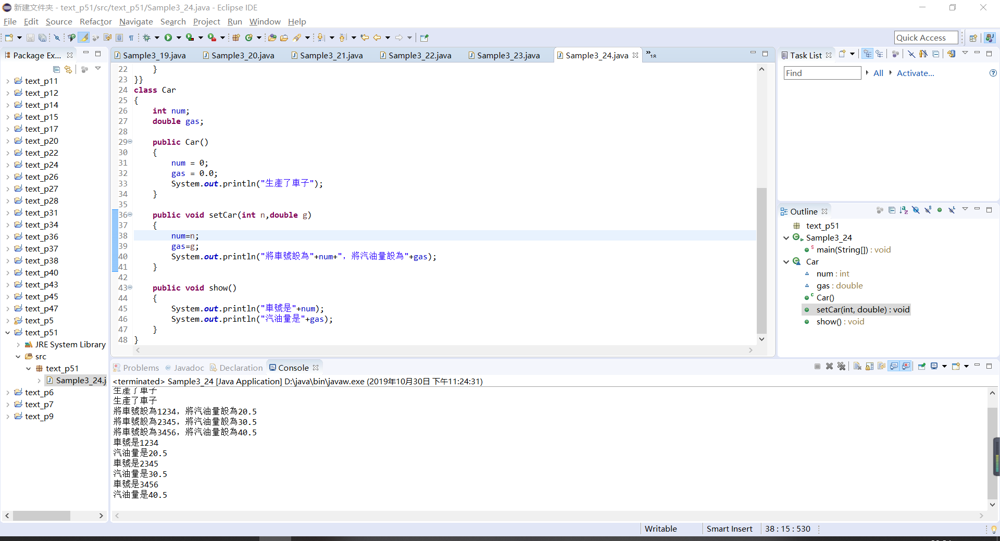 新建文件夹 - text_p51/src/text_p51/Sample3_24.java - Eclipse IDE
File Edit Source Refactor Navigate Search Project Run Window Help
Quick Access
Package Ex...
text_p11
text_p12
text_p14
text_p15
text_p17
text_p20
text_p22
text_p24
text_p26
text_p27
text_p28
text_p31
text_p34
text_p36
text_p37
text_p38
text_p40
text_p43
text_p45
text_p47
text_p5
text_p51
JRE System Library
src
text_p51
Sample3_24.j
text_p6
text_p7
text_p9
Sample3_19.java Sample3_20.java Sample3_21.java Sample3_22.java Sample3_23.java Sample3_24.java »18
22 }
23 }}
24 class Car
25 {
26 int num;
27 double gas;
28
29 public Car()
30 {
31 num = 0;
32 gas = 0.0;
33 System.out.println("生產了車子");
34 }
35
36 public void setCar(int n,double g)
37 {
38 num=n;
39 gas=g;
40 System.out.println("將車號設為"+num+"，將汽油量設為"+gas);
41 }
42
43 public void show()
44 {
45 System.out.println("車號是"+num);
46 System.out.println("汽油量是"+gas);
47 }
48 }
Task List
Find All Activate...
Outline
text_p51
Sample3_24
main(String[]) : void
Car
num : int
gas : double
Car()
setCar(int, double) : void
show() : void
Problems @ Javadoc Declaration Console
<terminated> Sample3_24 [Java Application] D:\java\bin\javaw.exe (2019年10月30日 下午11:24:31)
生產了車子
生產了車子
將車號設為1234，將汽油量設為20.5
將車號設為2345，將汽油量設為30.5
將車號設為3456，將汽油量設為40.5
車號是1234
汽油量是20.5
車號是2345
汽油量是30.5
車號是3456
汽油量是40.5
Writable Smart Insert 38 : 15 : 530